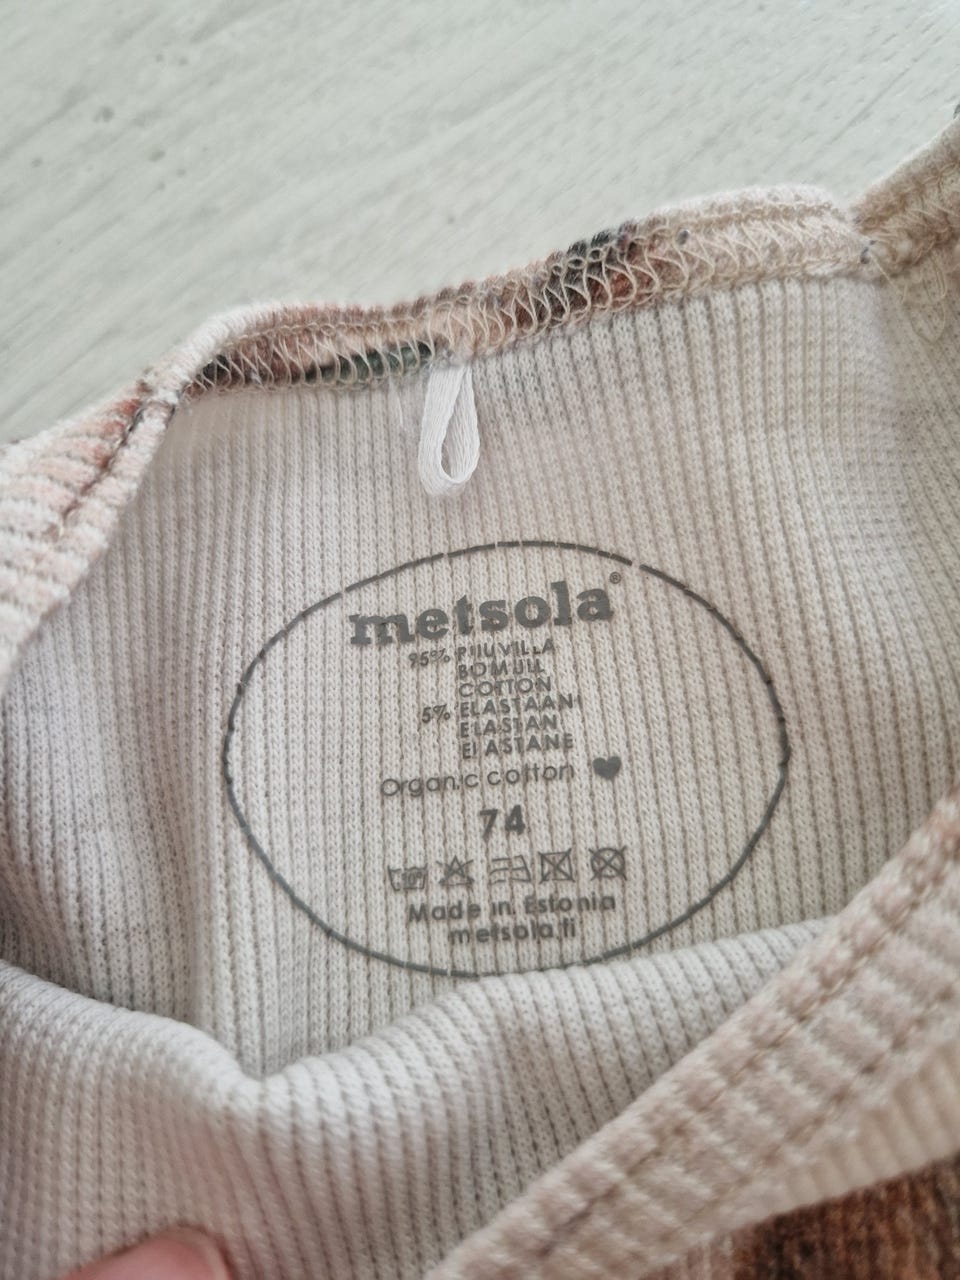 metsola®
95% PUUVILLA
BOMULL
COTTON
5% ELASTAANI
ELASTAN
ELASTANE
Organic cotton ♥
74
Made in Estonia
metsola.fi